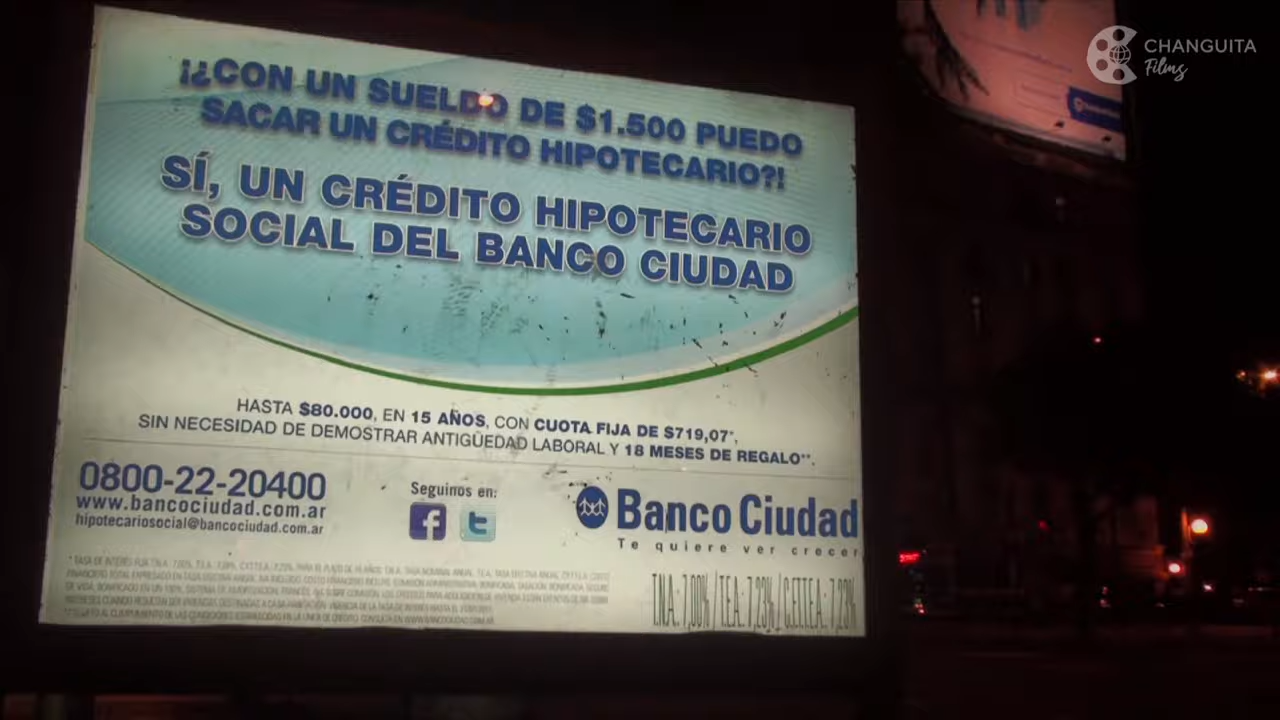 CHANGUITA
Films
¡¿CON UN SUELDO DE $1.500 PUEDO
SACAR UN CRÉDITO HIPOTECARIO?!
SÍ, UN CRÉDITO HIPOTECARIO
SOCIAL DEL BANCO CIUDAD
HASTA $80.000, EN 15 AÑOS, CON CUOTA FIJA DE $719,07*,
SIN NECESIDAD DE DEMOSTRAR ANTIGÜEDAD LABORAL Y 18 MESES DE REGALO**.
0800-22-20400
www.bancociudad.com.ar
hipotecariosocial@bancociudad.com.ar
Seguinos en:
f
t
Banco Ciudad
Te quiere ver crecer
T.N.A.: 7,00% / T.E.A.: 7,23% / C.F.T.T.E.A.: 7,23%